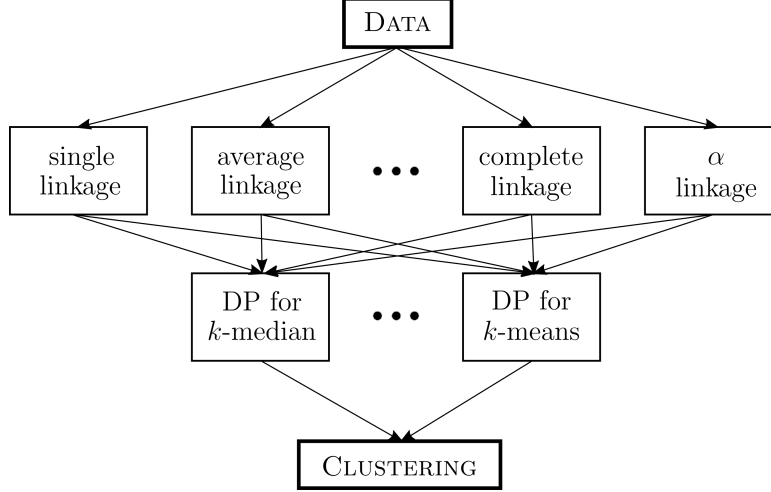 DATA
single
linkage
average
linkage
•••
complete
linkage
α
linkage
DP for
k-median
•••
DP for
k-means
CLUSTERING